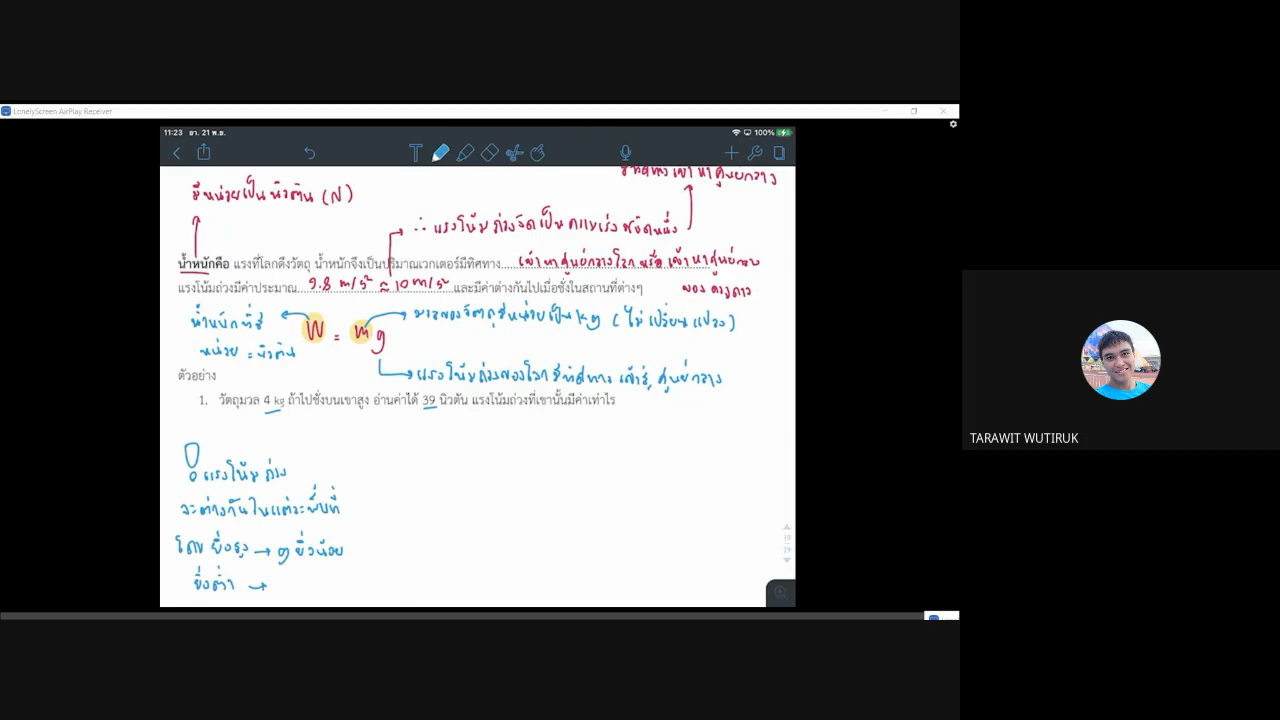 LonelyScreen AirPlay Receiver
11:23 อา. 21 พ.ย.
100%
มีทิศทางเข้าหาศูนย์กลาง
มีหน่วยเป็นนิวตัน (N)
∴ แรงโน้มถ่วงจัดเป็นความเร่งชนิดหนึ่ง
น้ำหนักคือ แรงที่โลกดึงวัตถุ น้ำหนักจึงเป็นปริมาณเวกเตอร์มีทิศทาง เข้าหาศูนย์กลางโลก หรือ เข้าหาศูนย์กลาง
แรงโน้มถ่วงมีค่าประมาณ 9.8 m/s² ≈ 10 m/s² และมีค่าต่างกันไปเมื่อชั่งในสถานที่ต่างๆ ของดวงดาว
น้ำหนักที่มี W = mg มวลของวัตถุมีหน่วยเป็น kg (ไม่เปลี่ยนแปลง)
หน่วย = นิวตัน
แรงโน้มถ่วงของโลก มีทิศทางเข้าสู่ศูนย์กลาง
ตัวอย่าง
1. วัตถุมวล 4 kg ถ้าไปชั่งบนเขาสูง อ่านค่าได้ 39 นิวตัน แรงโน้มถ่วงที่เขานั้นมีค่าเท่าไร
! แรงโน้มถ่วง
จะต่างกันในแต่ละพื้นที่
โดย ยิ่งสูง → g ยิ่งน้อย
ยิ่งต่ำ →
10
29
TARAWIT WUTIRUK